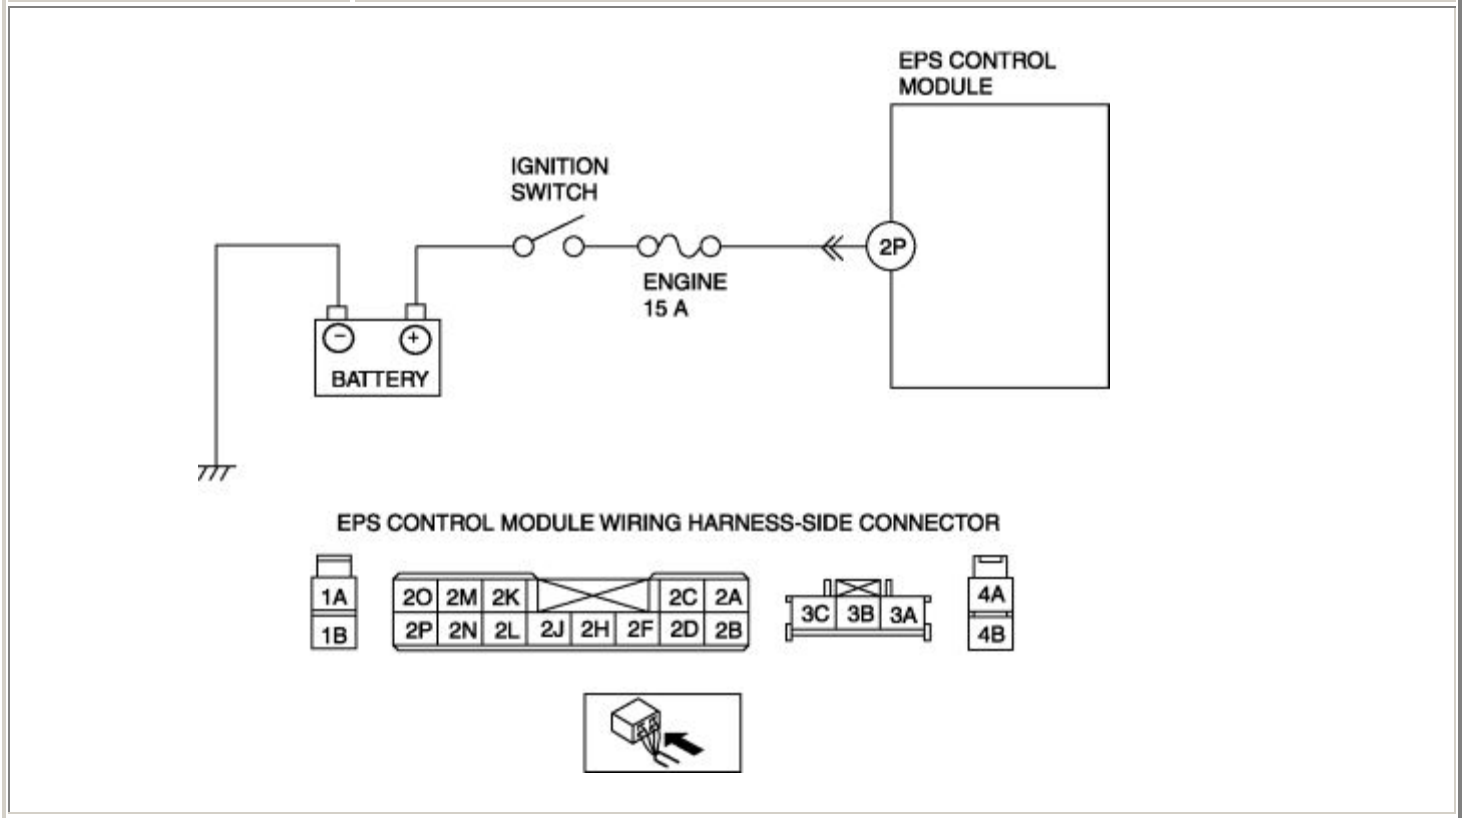 EPS CONTROL
MODULE
IGNITION
SWITCH
2P
ENGINE
15 A
− +
BATTERY
EPS CONTROL MODULE WIRING HARNESS-SIDE CONNECTOR
1A
1B
2O 2M 2K 2C 2A
2P 2N 2L 2J 2H 2F 2D 2B
3C 3B 3A
4A
4B